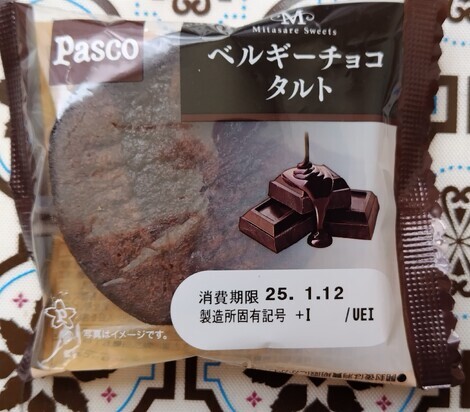 Pasco
M
Mitasare Sweets
ベルギーチョコ
タルト
消費期限 25. 1.12
製造所固有記号 +I /UEI
写真はイメージです。